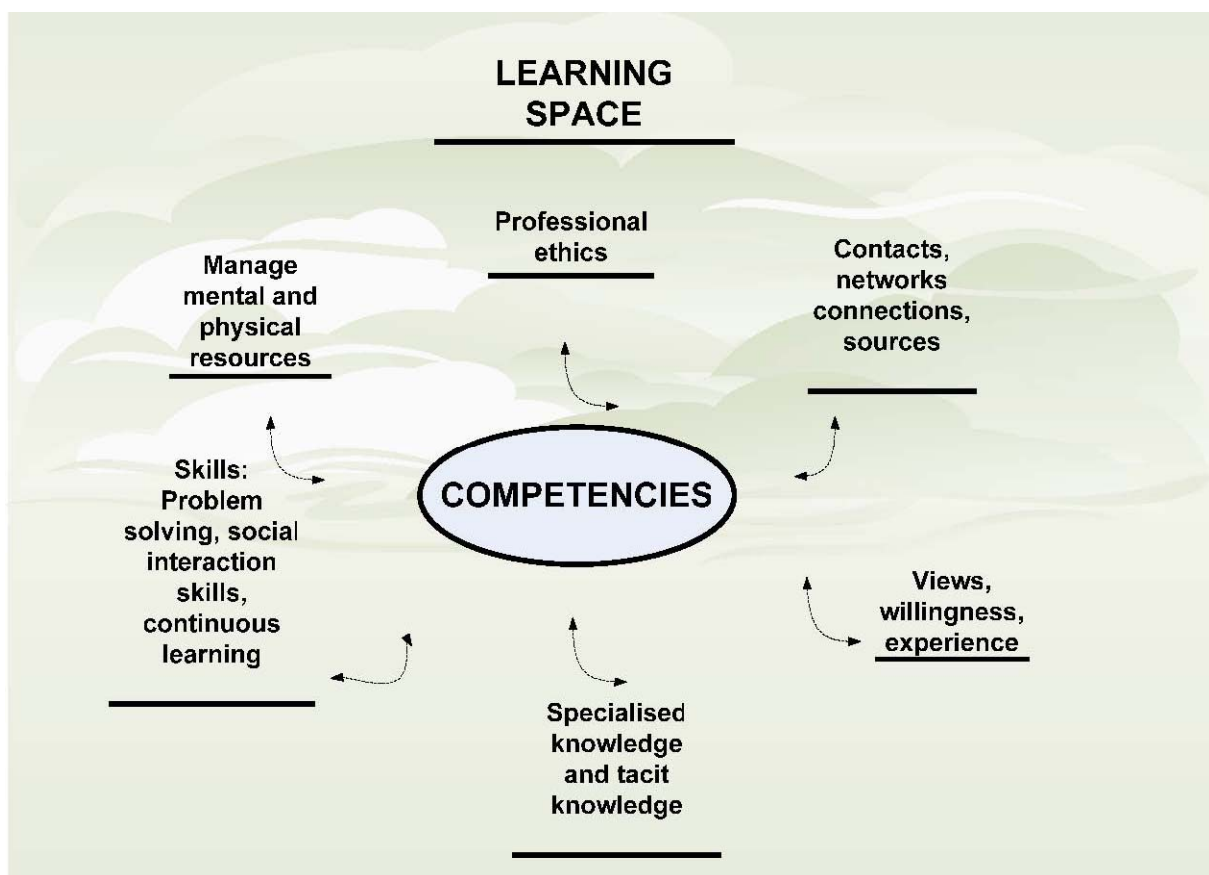 LEARNING
SPACE
Professional
ethics
Manage
mental and
physical
resources
Contacts,
networks
connections,
sources
COMPETENCIES
Skills:
Problem
solving, social
interaction
skills,
continuous
learning
Views,
willingness,
experience
Specialised
knowledge
and tacit
knowledge